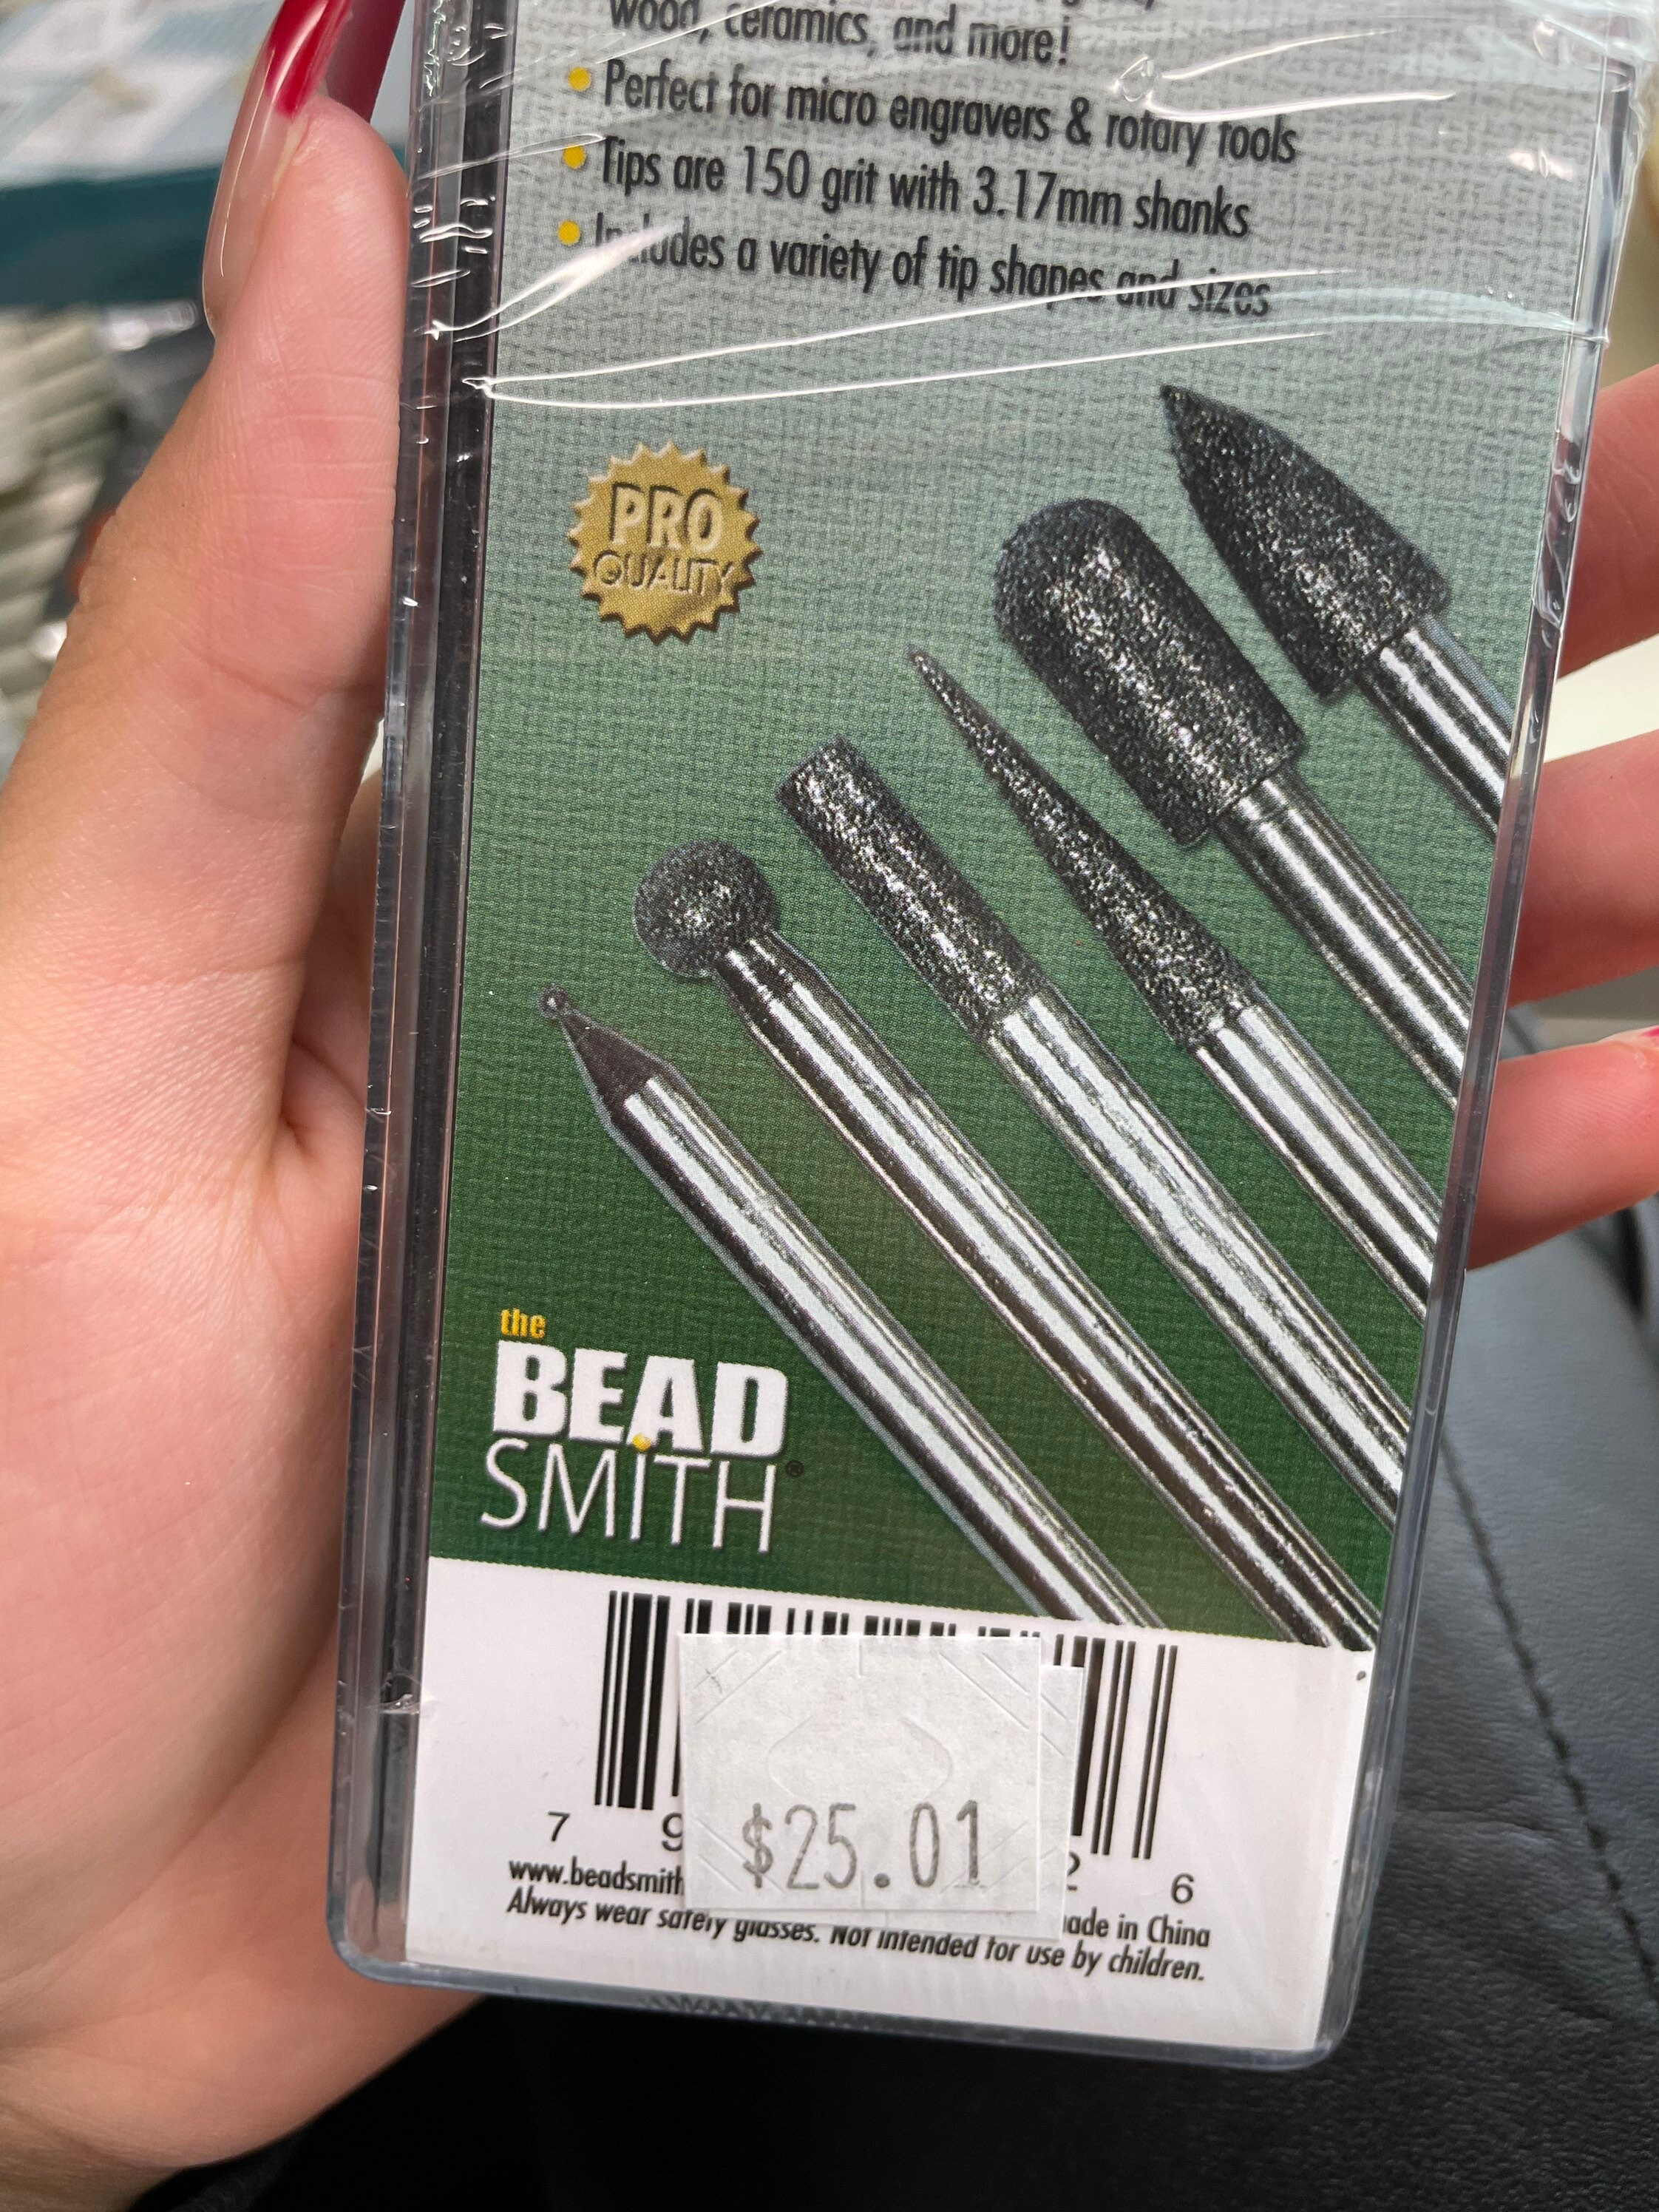 wood, ceramics, and more!
Perfect for micro engravers & rotary tools
Tips are 150 grit with 3.17mm shanks
Includes a variety of tip shapes and sizes
PRO
QUALITY
the
BEAD
SMITH®
$25.01
7 9 2 6
www.beadsmith
in China
Always wear safety glasses. Not intended for use by children.